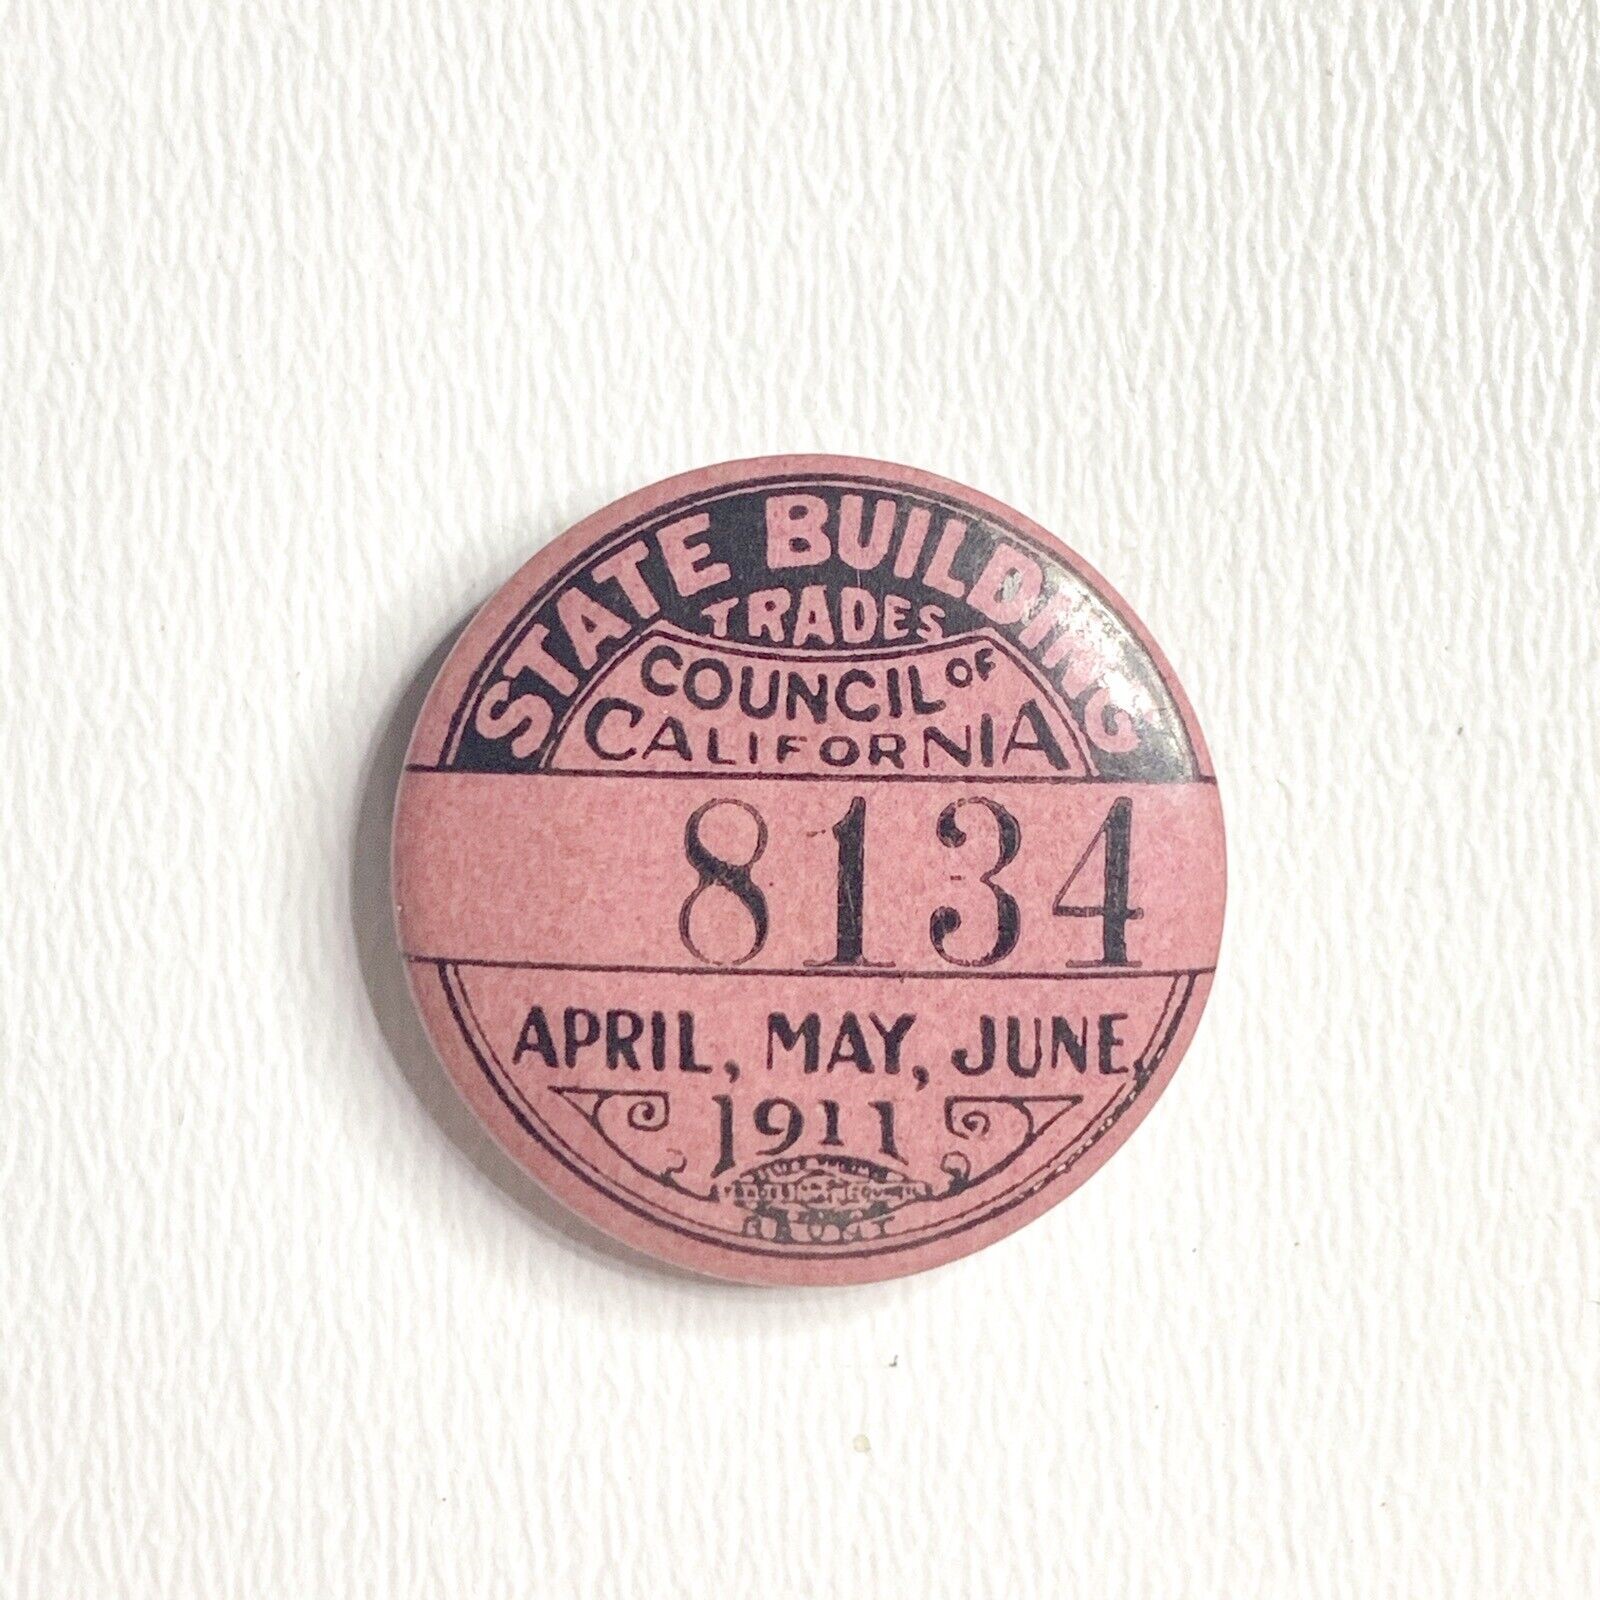 STATE BUILDING
TRADES
COUNCIL OF
CALIFORNIA
8134
APRIL, MAY, JUNE,
1911